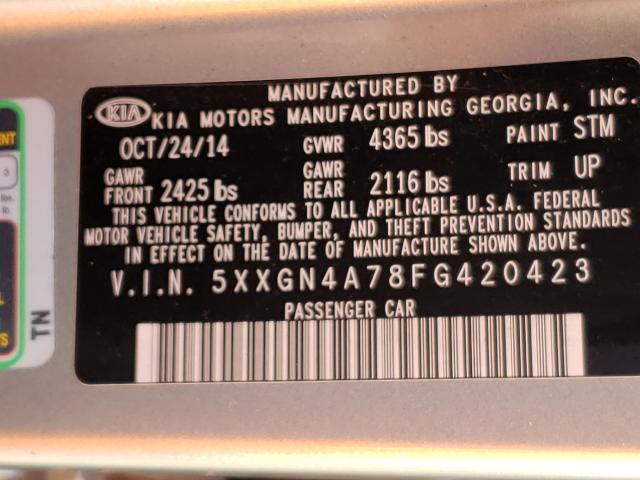 MANUFACTURED BY
KIA KIA MOTORS MANUFACTURING GEORGIA, INC.
OCT/24/14 GVWR 4365 lbs PAINT STM
GAWR FRONT 2425 lbs GAWR REAR 2116 lbs TRIM UP
THIS VEHICLE CONFORMS TO ALL APPLICABLE U.S.A. FEDERAL
MOTOR VEHICLE SAFETY, BUMPER, AND THEFT PREVENTION STANDARDS
IN EFFECT ON THE DATE OF MANUFACTURE SHOWN ABOVE.
V.I.N. 5XXGN4A78FG420423
PASSENGER CAR
3
TN